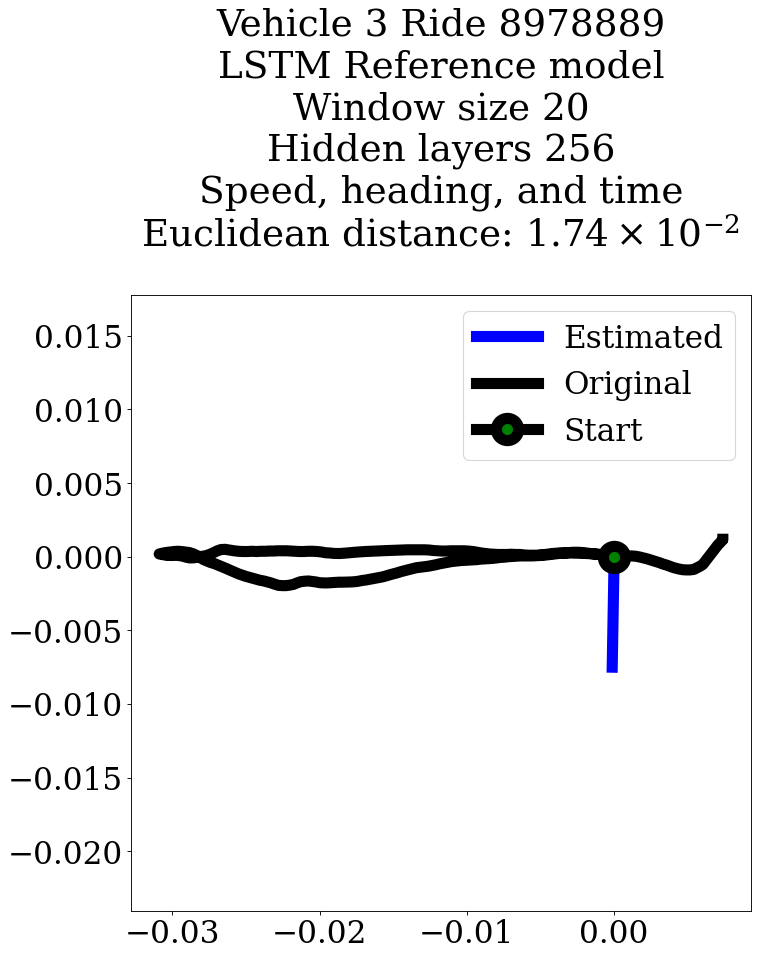 Vehicle 3 Ride 8978889
LSTM Reference model
Window size 20
Hidden layers 256
Speed, heading, and time
Euclidean distance: 1.74 × 10⁻²
Estimated
Original
Start
0.015
0.010
0.005
0.000
−0.005
−0.010
−0.015
−0.020
−0.03 −0.02 −0.01 0.00